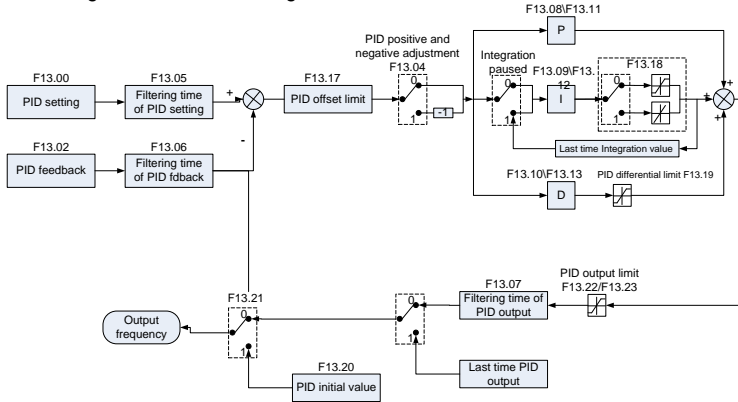 F13.08\F13.11
P
PID positive and
negative adjustment
F13.04
Integration
paused
F13.18
F13.00
F13.05
F13.17
F13.09\F13.
12
0
0
0
PID setting
Filtering time
of PID setting
+
PID offset limit
1
-1
1
I
1
+
+
+
-
Last time Integration value
F13.02
F13.06
PID feedback
Filtering time
of PID fdback
F13.10\F13.13
PID differential limit F13.19
D
F13.21
F13.07
PID output limit
F13.22/F13.23
Output
frequency
0
1
0
1
Filtering time of
PID output
F13.20
PID initial value
Last time PID
output